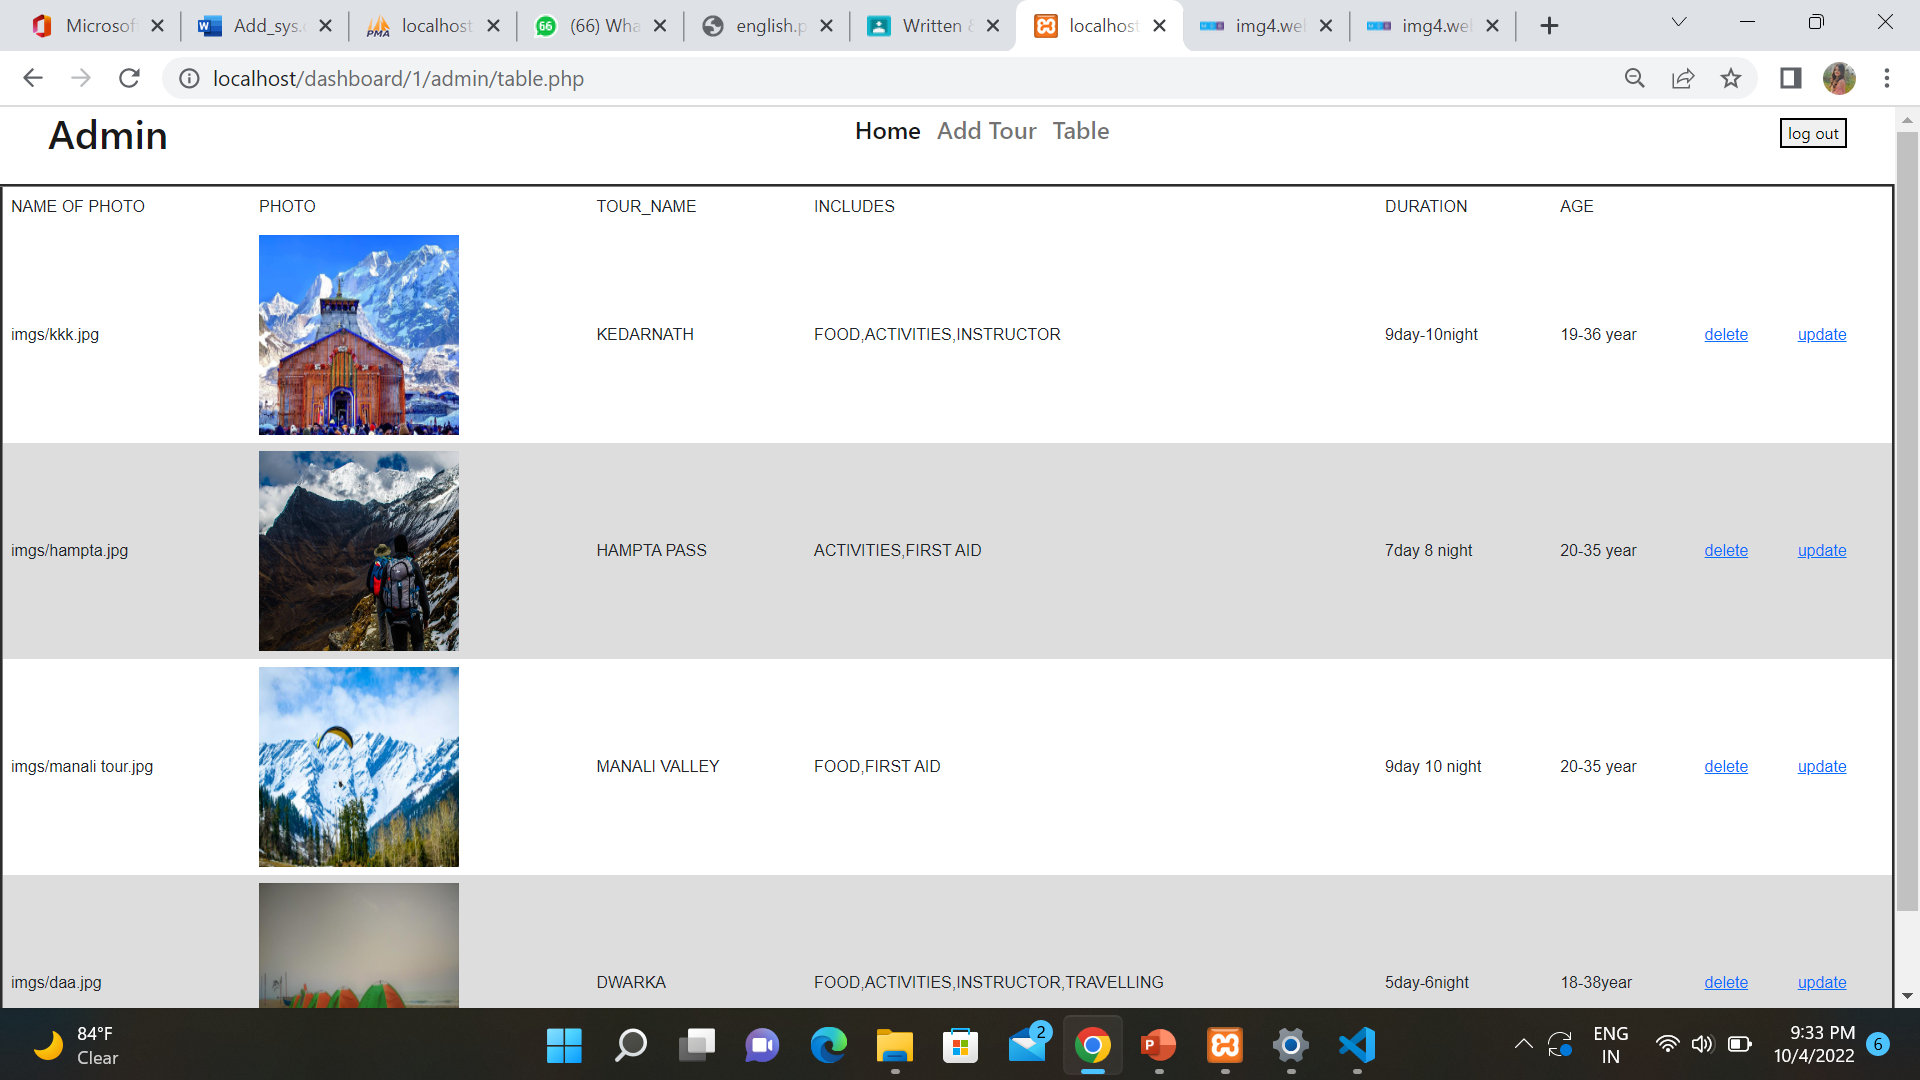 Microsof
Add_sys.
localhost
(66) Wha
english.p
Written &
localhost
img4.wel
img4.wel
localhost/dashboard/1/admin/table.php
Admin
Home Add Tour Table
log out
NAME OF PHOTO PHOTO TOUR_NAME INCLUDES DURATION AGE
imgs/kkk.jpg KEDARNATH FOOD,ACTIVITIES,INSTRUCTOR 9day-10night 19-36 year delete update
imgs/hampta.jpg HAMPTA PASS ACTIVITIES,FIRST AID 7day 8 night 20-35 year delete update
imgs/manali tour.jpg MANALI VALLEY FOOD,FIRST AID 9day 10 night 20-35 year delete update
imgs/daa.jpg DWARKA FOOD,ACTIVITIES,INSTRUCTOR,TRAVELLING 5day-6night 18-38year delete update
84°F
Clear
2
ENG
IN
9:33 PM
10/4/2022
6